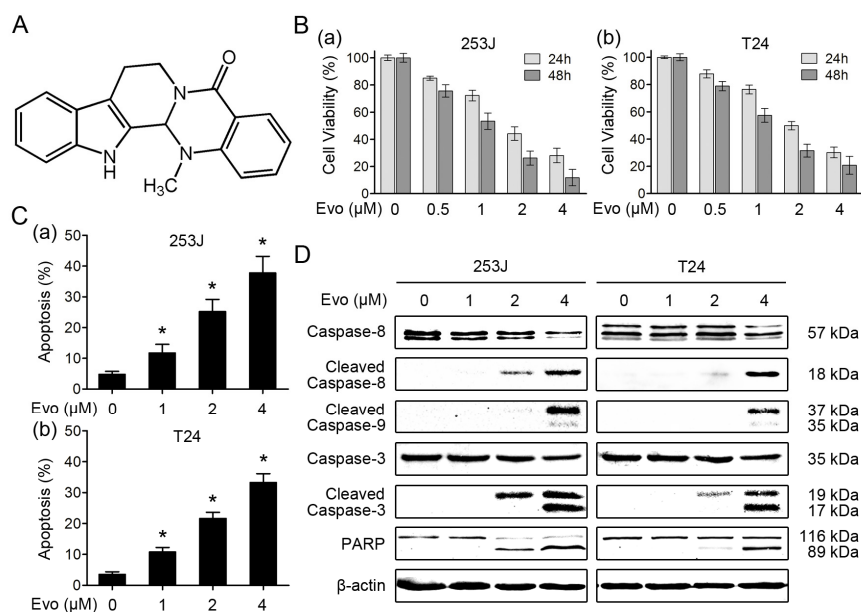 A
O
N
N
N
H
H₃C
B
(a)
253J
Cell Viability (%)
100
80
60
40
20
0
24h
48h
Evo (μM) 0 0.5 1 2 4
(b)
T24
Cell Viability (%)
100
80
60
40
20
0
24h
48h
Evo (μM) 0 0.5 1 2 4
C
(a)
253J
Apoptosis (%)
50
40
30
20
10
0
* * *
Evo (μM) 0 1 2 4
(b)
T24
Apoptosis (%)
50
40
30
20
10
0
* * *
Evo (μM) 0 1 2 4
D
253J T24
Evo (μM) 0 1 2 4 0 1 2 4
Caspase-8 57 kDa
Cleaved
Caspase-8
18 kDa
Cleaved
Caspase-9
37 kDa
35 kDa
Caspase-3 35 kDa
Cleaved
Caspase-3
19 kDa
17 kDa
PARP
116 kDa
89 kDa
β-actin